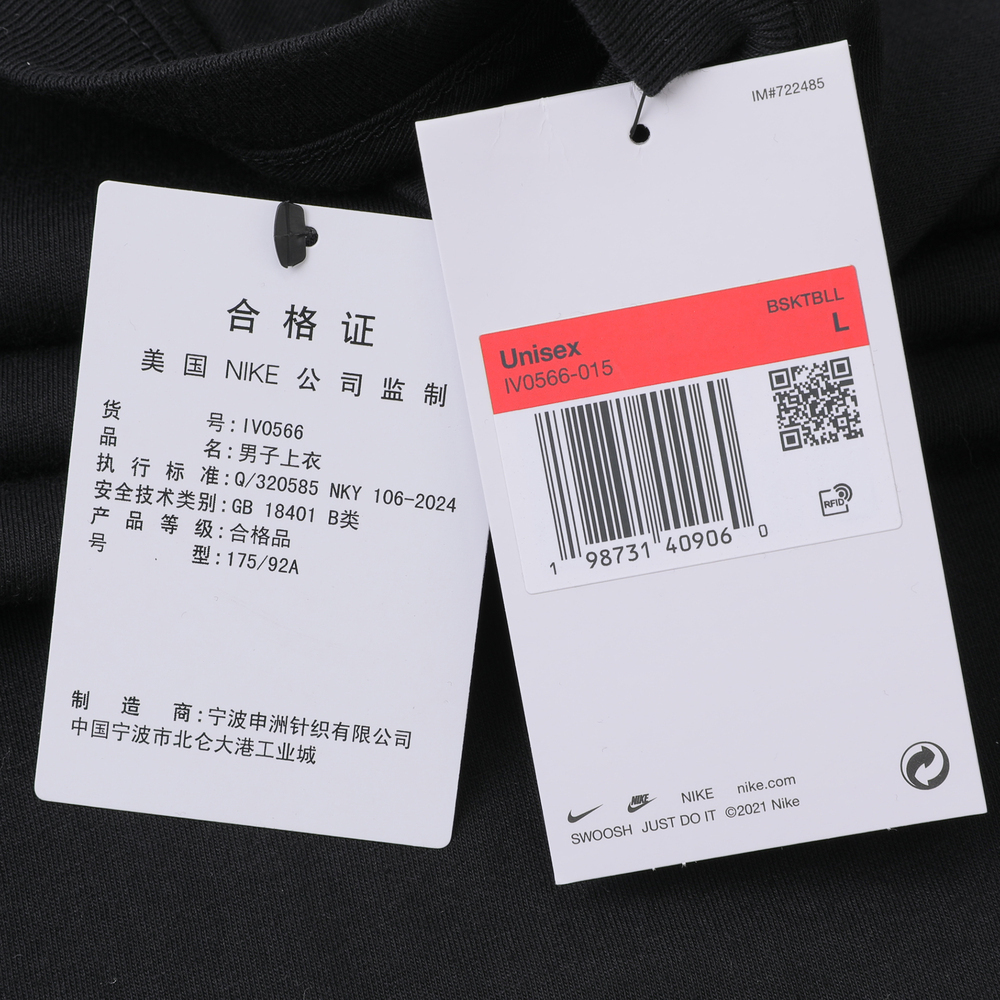 合格证
美国 NIKE 公司监制
货号:IV0566
品名:男子上衣
执行标准:Q/320585 NKY 106-2024
安全技术类别:GB 18401 B类
产品等级:合格品
号型:175/92A
制造商:宁波申洲针织有限公司
中国宁波市北仑大港工业城
IM#722485
BSKTBLL
Unisex L
IV0566-015
1 98731 40906 0
RFID
NIKE NIKE nike.com
SWOOSH JUST DO IT ©2021 Nike